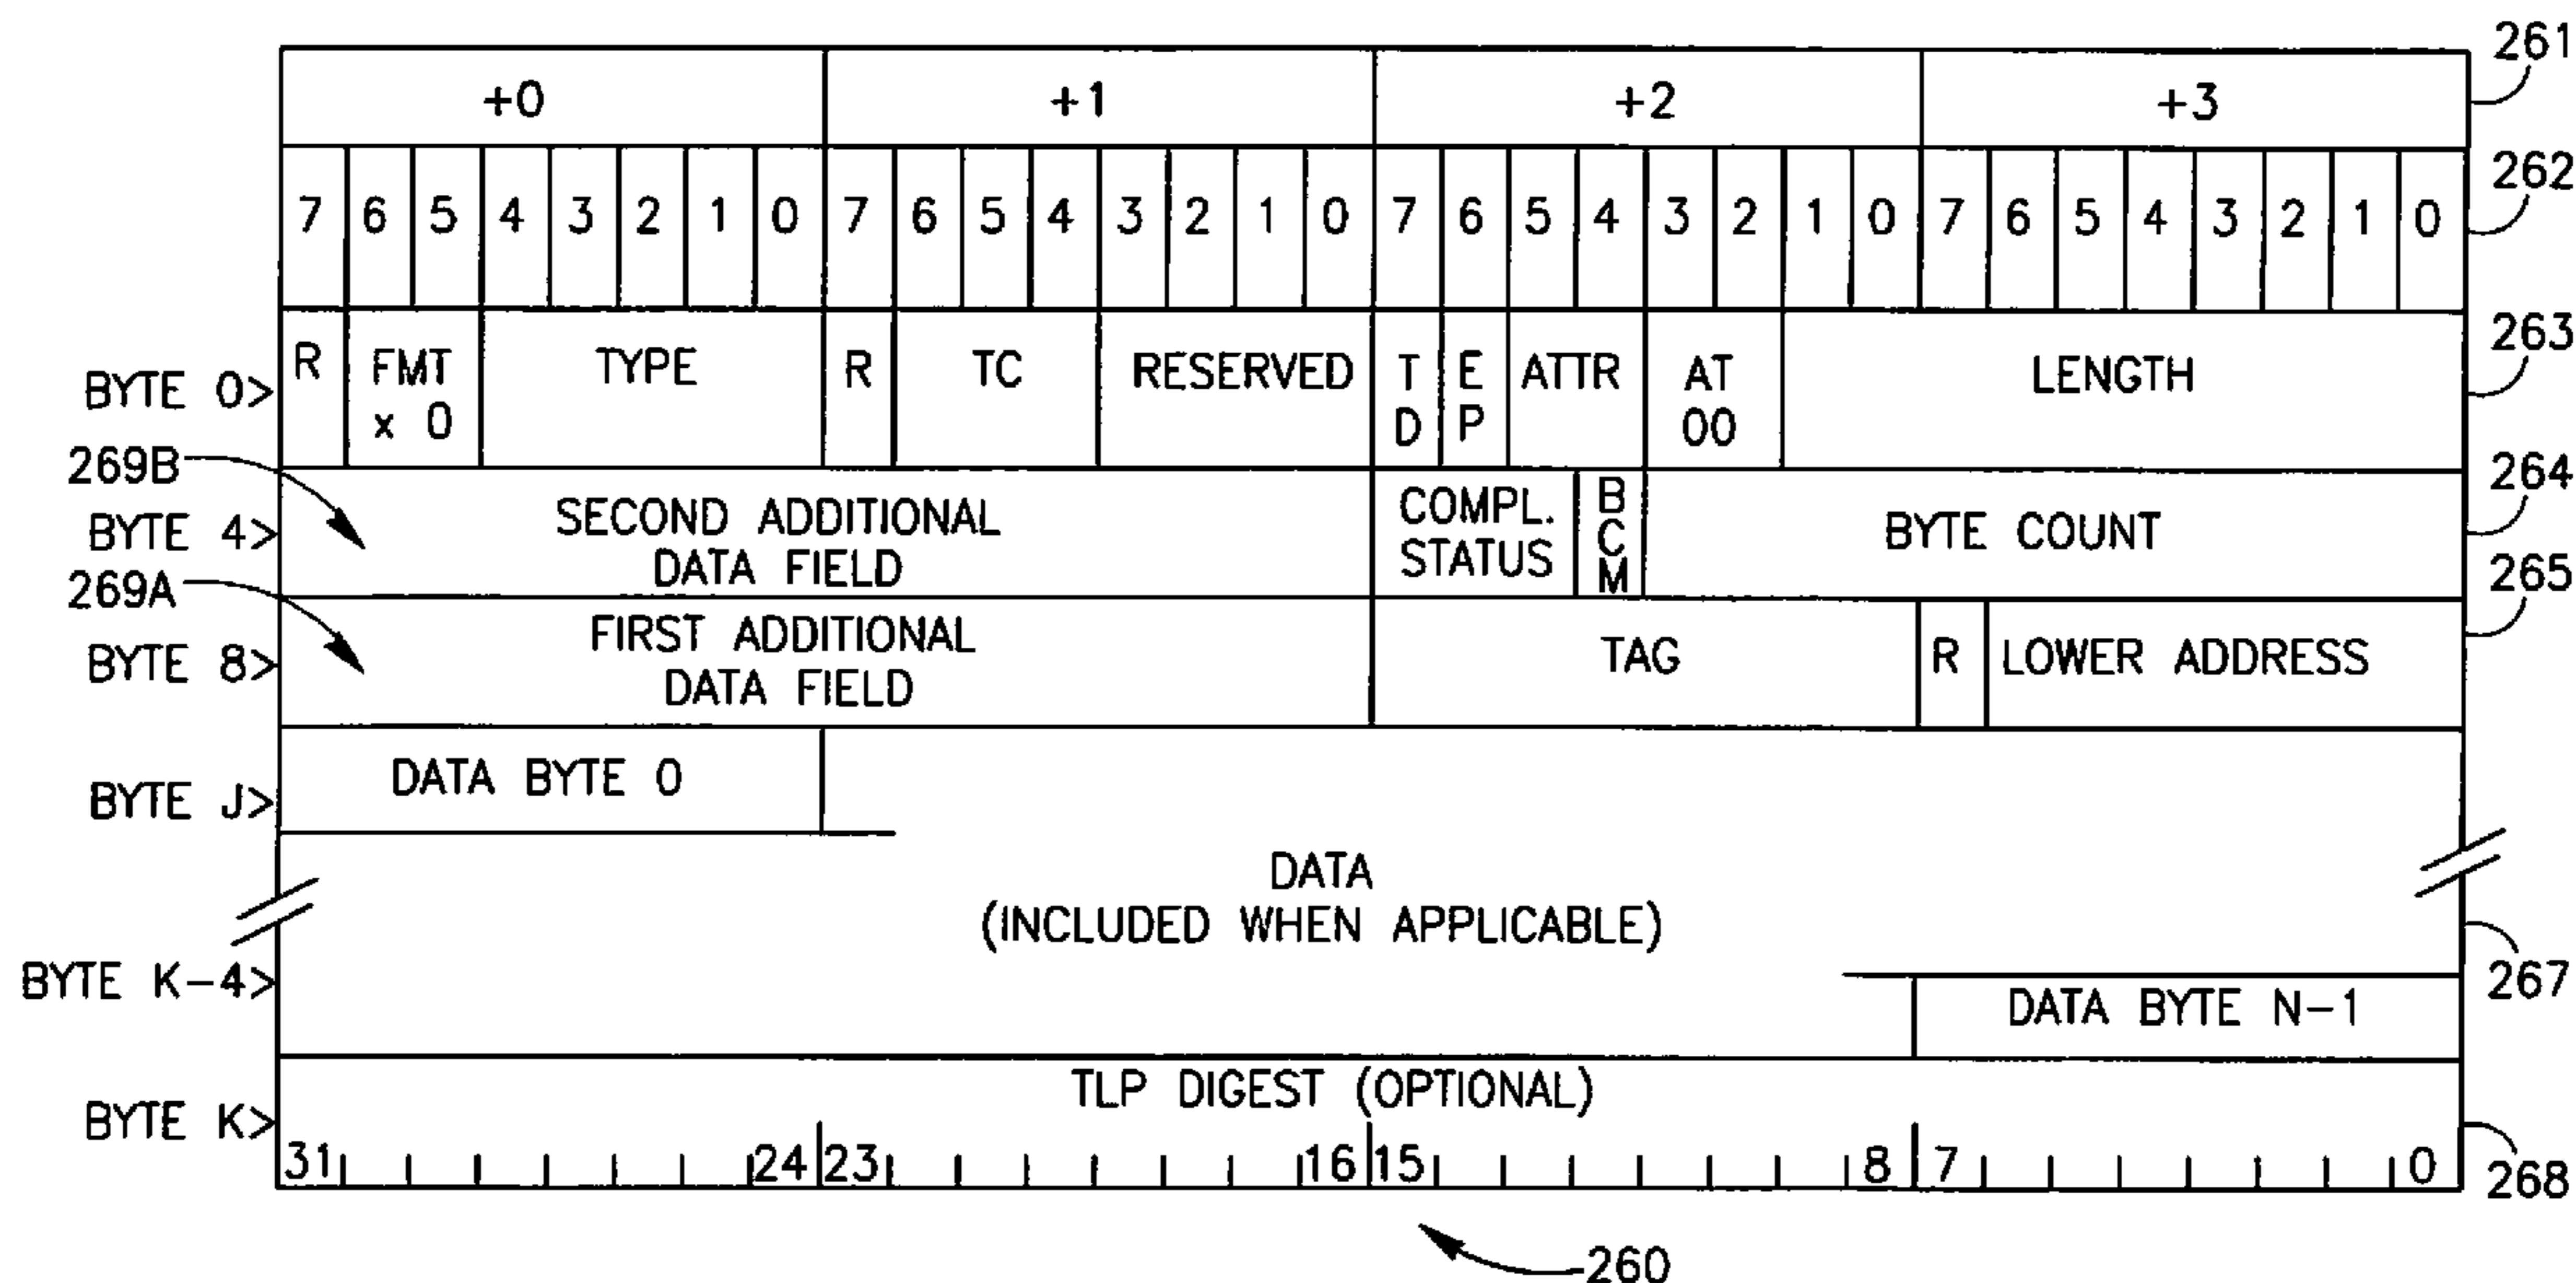 +0 +1 +2 +3 261
7 6 5 4 3 2 1 0 7 6 5 4 3 2 1 0 7 6 5 4 3 2 1 0 7 6 5 4 3 2 1 0 262
BYTE 0> R FMT x 0 TYPE R TC RESERVED T D E P ATTR AT 00 LENGTH 263
269B
BYTE 4> SECOND ADDITIONAL DATA FIELD COMPL. STATUS B C M BYTE COUNT 264
269A
BYTE 8> FIRST ADDITIONAL DATA FIELD TAG R LOWER ADDRESS 265
BYTE J> DATA BYTE 0
DATA
(INCLUDED WHEN APPLICABLE)
267
BYTE K-4> DATA BYTE N-1
TLP DIGEST (OPTIONAL)
BYTE K>
31 24 23 16 15 8 7 0 268
260